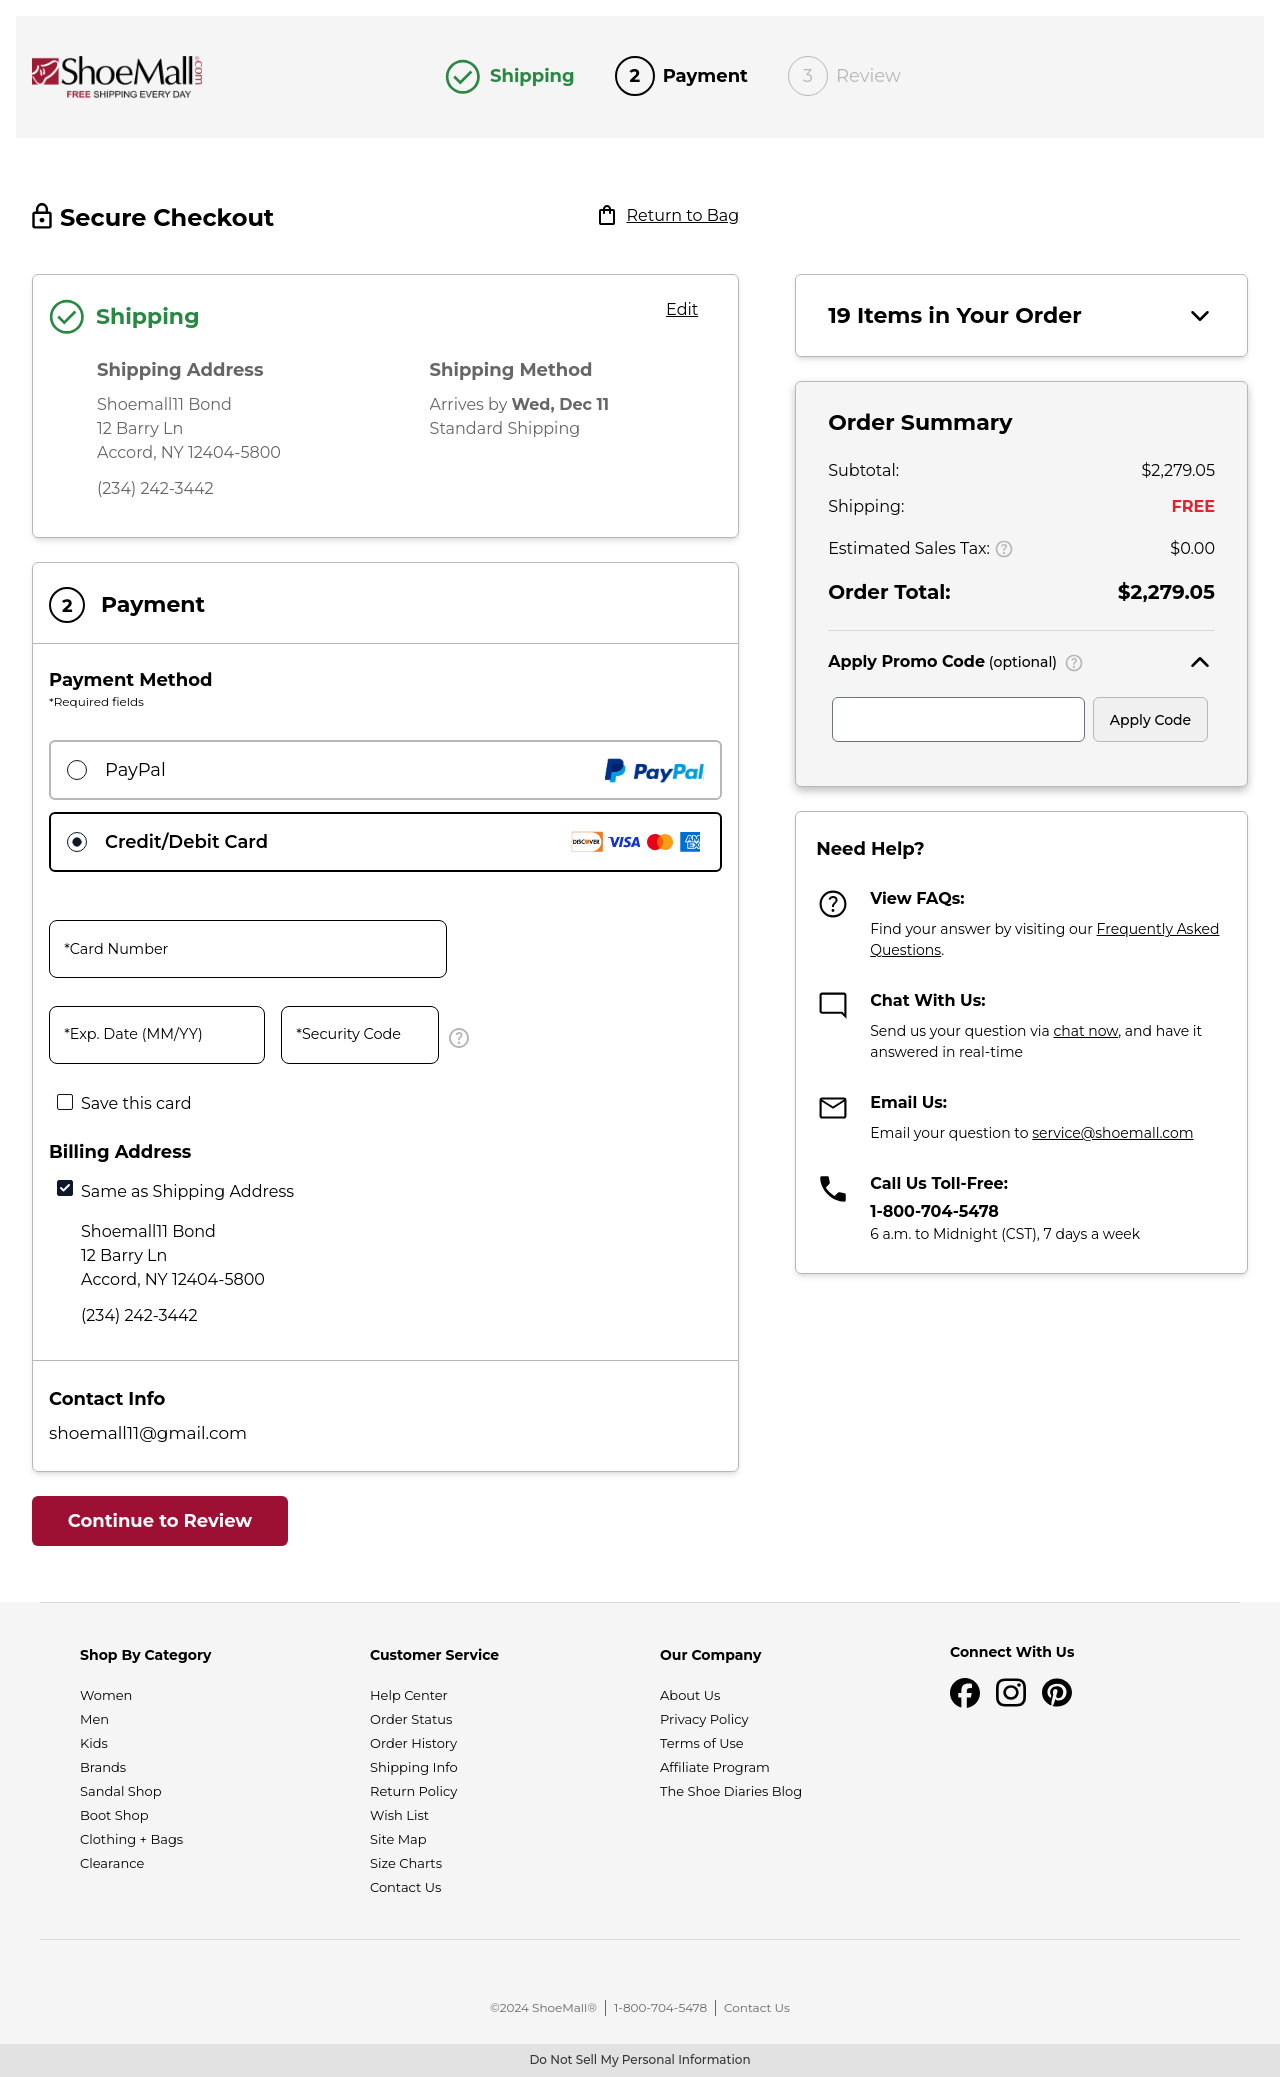 ShoeMall.com
FREE SHIPPING EVERY DAY
Shipping
2 Payment
3 Review
Secure Checkout
Return to Bag
Shipping
Edit
Shipping Address
Shoemall11 Bond
12 Barry Ln
Accord, NY 12404-5800
(234) 242-3442
Shipping Method
Arrives by Wed, Dec 11
Standard Shipping
2 Payment
Payment Method
*Required fields
PayPal
PayPal
Credit/Debit Card
DISCOVER VISA AMEX
*Card Number
*Exp. Date (MM/YY)
*Security Code
Save this card
Billing Address
Same as Shipping Address
Shoemall11 Bond
12 Barry Ln
Accord, NY 12404-5800
(234) 242-3442
Contact Info
shoemall11@gmail.com
Continue to Review
19 Items in Your Order
Order Summary
Subtotal: $2,279.05
Shipping: FREE
Estimated Sales Tax: $0.00
Order Total: $2,279.05
Apply Promo Code (optional)
Apply Code
Need Help?
View FAQs:
Find your answer by visiting our Frequently Asked
Questions.
Chat With Us:
Send us your question via chat now, and have it
answered in real-time
Email Us:
Email your question to service@shoemall.com
Call Us Toll-Free:
1-800-704-5478
6 a.m. to Midnight (CST), 7 days a week
Shop By Category
Women
Men
Kids
Brands
Sandal Shop
Boot Shop
Clothing + Bags
Clearance
Customer Service
Help Center
Order Status
Order History
Shipping Info
Return Policy
Wish List
Site Map
Size Charts
Contact Us
Our Company
About Us
Privacy Policy
Terms of Use
Affiliate Program
The Shoe Diaries Blog
Connect With Us
©2024 ShoeMall® | 1-800-704-5478 | Contact Us
Do Not Sell My Personal Information